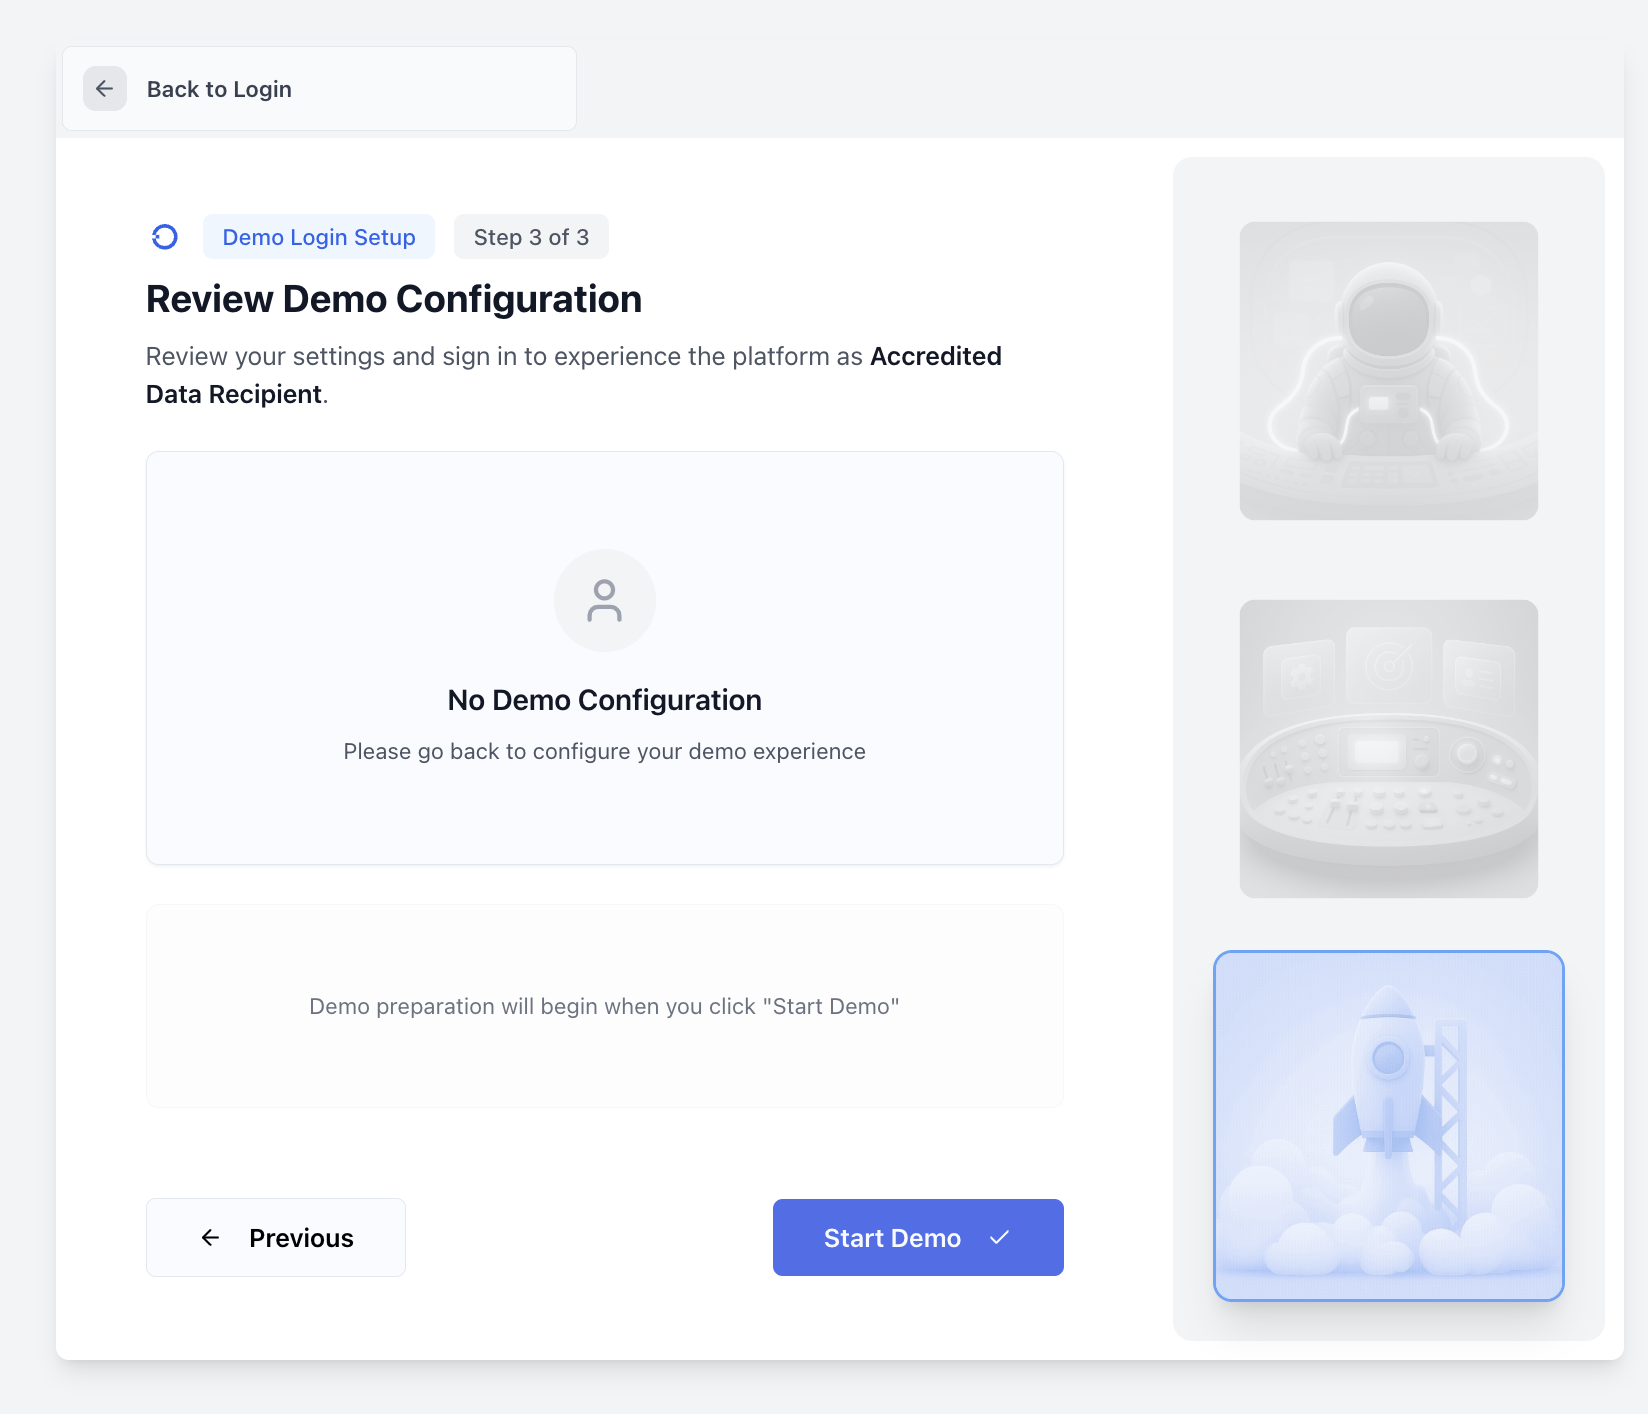 Back to Login
Demo Login Setup
Step 3 of 3
Review Demo Configuration
Review your settings and sign in to experience the platform as Accredited
Data Recipient.
No Demo Configuration
Please go back to configure your demo experience
Demo preparation will begin when you click "Start Demo"
Previous
Start Demo